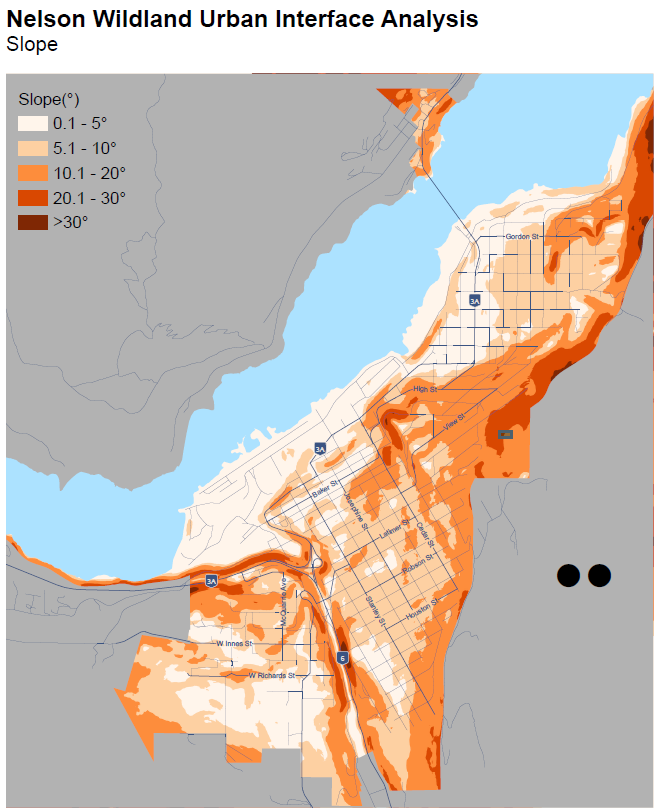 Nelson Wildland Urban Interface Analysis
Slope
Slope(°)
0.1 - 5°
5.1 - 10°
10.1 - 20°
20.1 - 30°
>30°
Gordon St
3A
High St
View St
3A
Baker St
Josephine St
Latimer St
Cedar St
Robson St
3A
McQuarrie Ave
Stanley St
Houston St
W Innes St
6
W Richards St